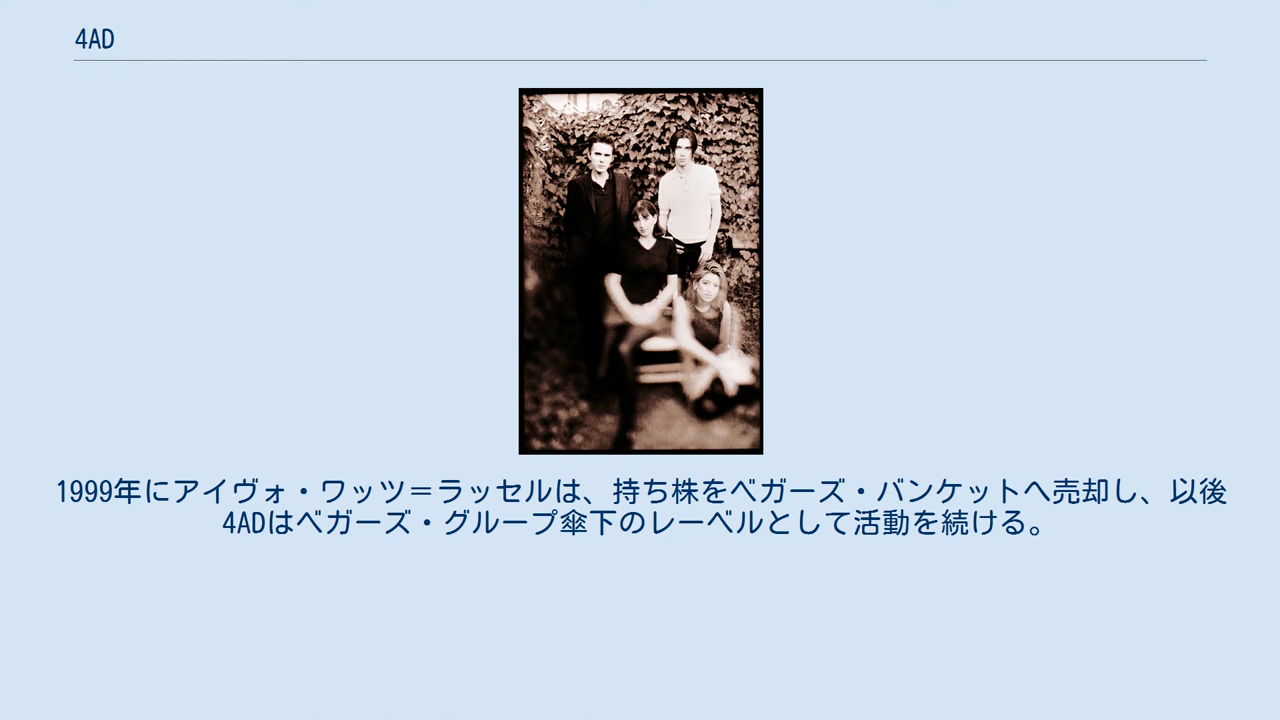 4AD
1999年にアイヴォ・ワッツ＝ラッセルは、持ち株をベガーズ・バンケットへ売却し、以後
4ADはベガーズ・グループ傘下のレーベルとして活動を続ける。